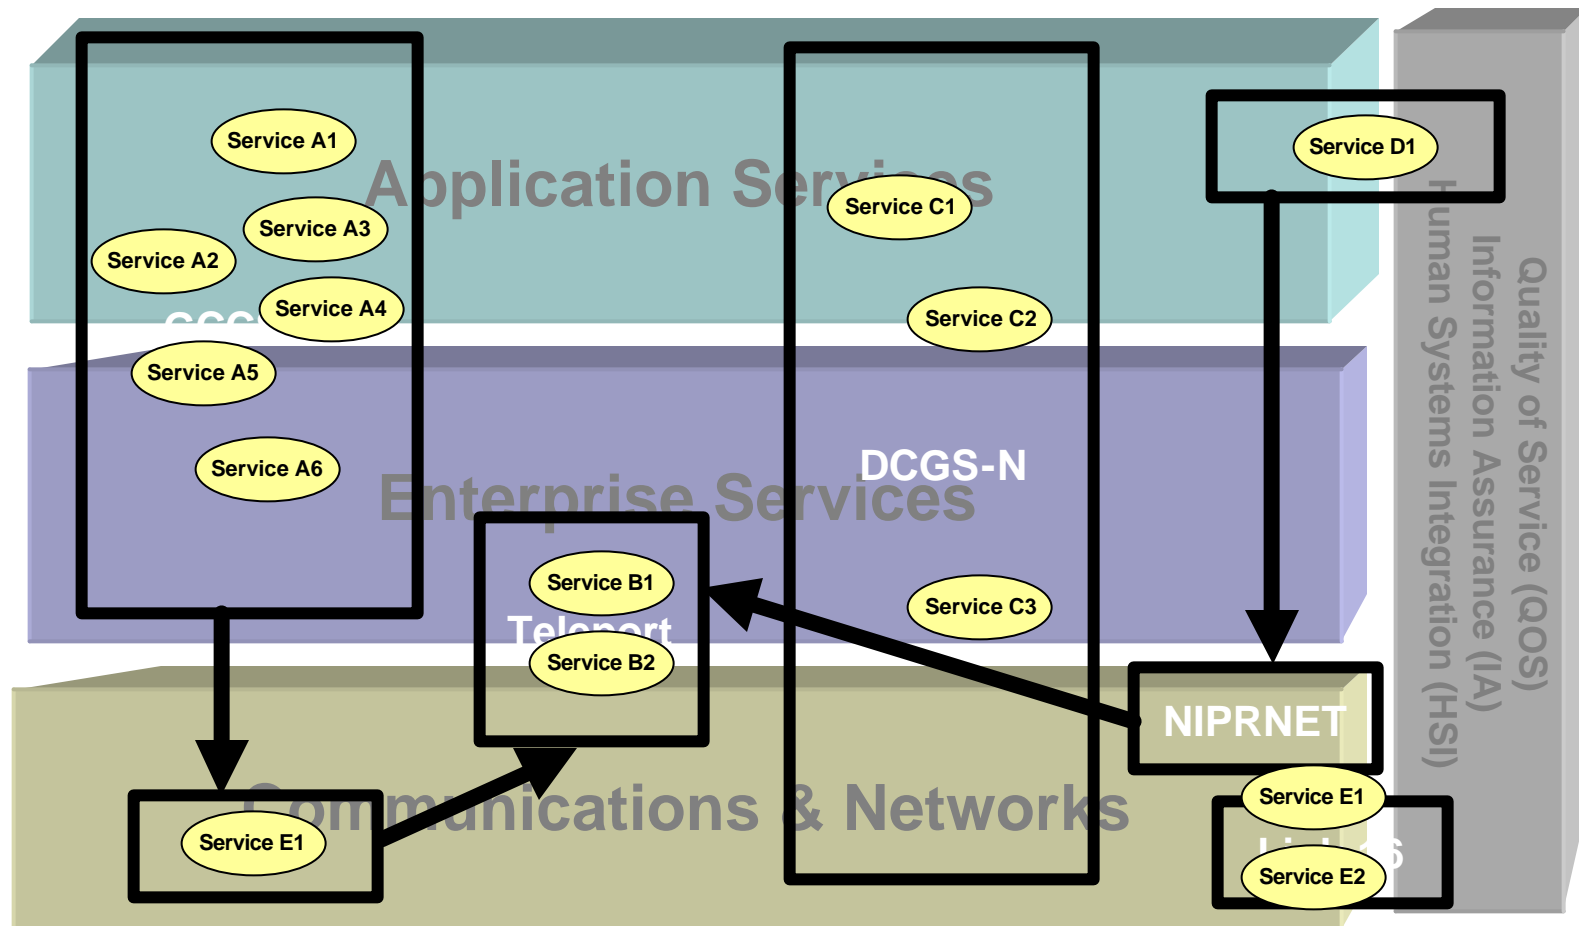 Service A1
Service D1
Application Services
Service C1
Service A3
Service A2
Service A4
Service C2
Service A5
Service A6
DCGS-N
Enterprise Services
Service B1
Service C3
Teleport
Service B2
NIPRNET
Service E1
Communications & Networks
Service E1
Service E2
Quality of Service (QOS)
Information Assurance (IA)
Human Systems Integration (HSI)